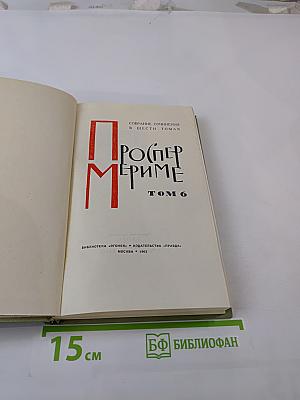 СОБРАНИЕ СОЧИНЕНИЙ
В ШЕСТИ ТОМАХ
ПРОСПЕР
МЕРИМЕ
ТОМ 6
БИБЛИОТЕКА «ОГОНЕК» • ИЗДАТЕЛЬСТВО «ПРАВДА»
МОСКВА • 1963
15 см
БФ БИБЛИОФАН